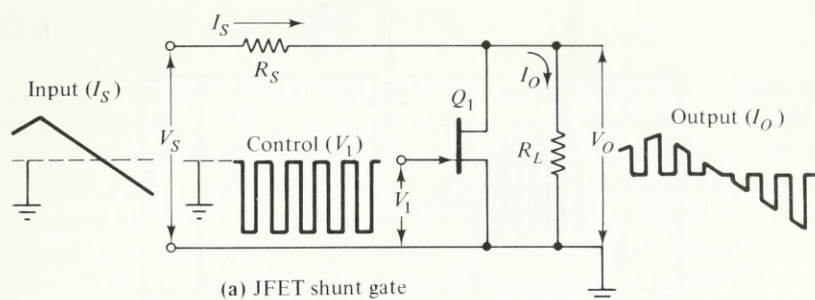 I_S
R_S
Input (I_S)
V_S
Control (V_1)
Q_1
I_O
V_1
R_L
V_O
Output (I_O)
(a) JFET shunt gate